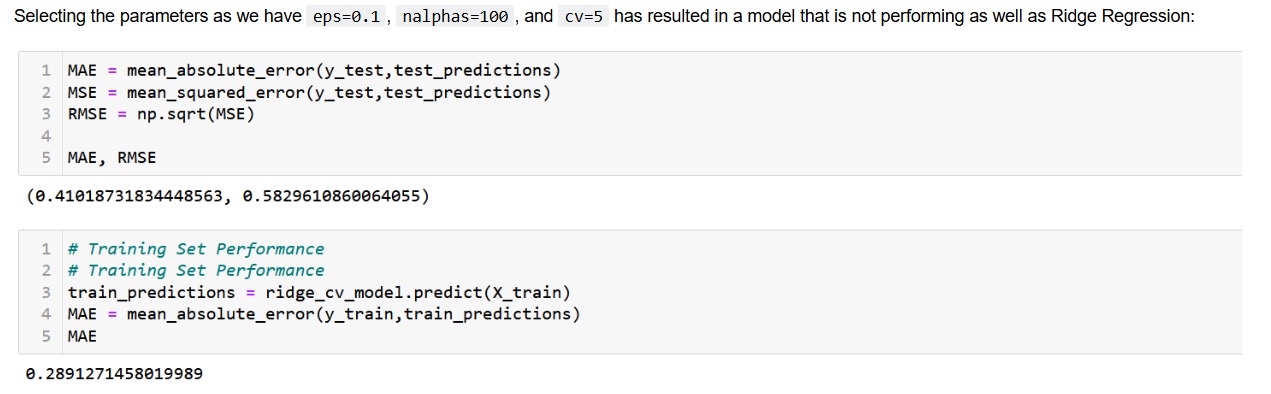 Selecting the parameters as we have eps=0.1 , nalphas=100 , and cv=5 has resulted in a model that is not performing as well as Ridge Regression:
1 MAE = mean_absolute_error(y_test,test_predictions)
2 MSE = mean_squared_error(y_test,test_predictions)
3 RMSE = np.sqrt(MSE)
4
5 MAE, RMSE
(0.41018731834448563, 0.5829610860064055)
1 # Training Set Performance
2 # Training Set Performance
3 train_predictions = ridge_cv_model.predict(X_train)
4 MAE = mean_absolute_error(y_train,train_predictions)
5 MAE
0.2891271458019989